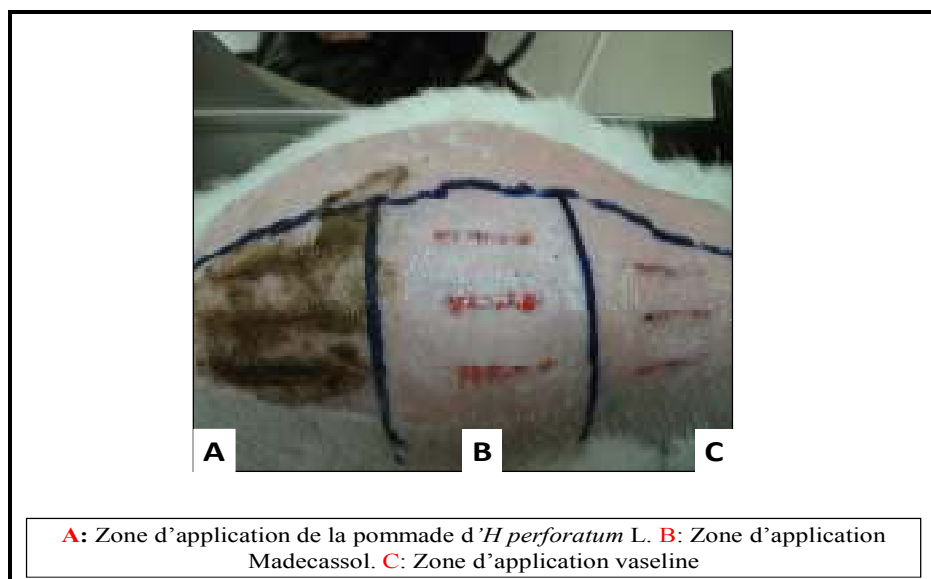 A B C
A: Zone d'application de la pommade d'H perforatum L. B: Zone d'application
Madecassol. C: Zone d'application vaseline